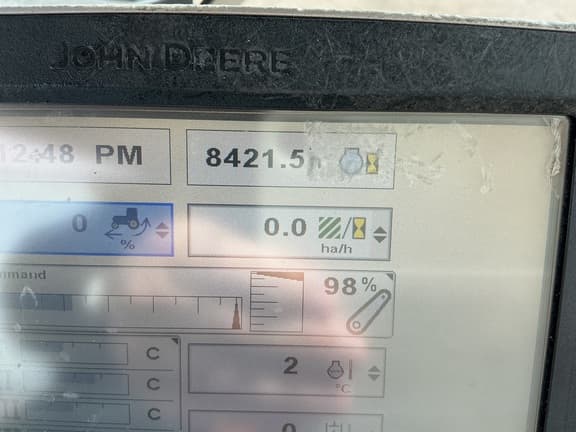 JOHN DEERE
12:48 PM
8421.5 h
0
%
0.0
ha/h
mmand
98%
C
2
°C
C
C
0